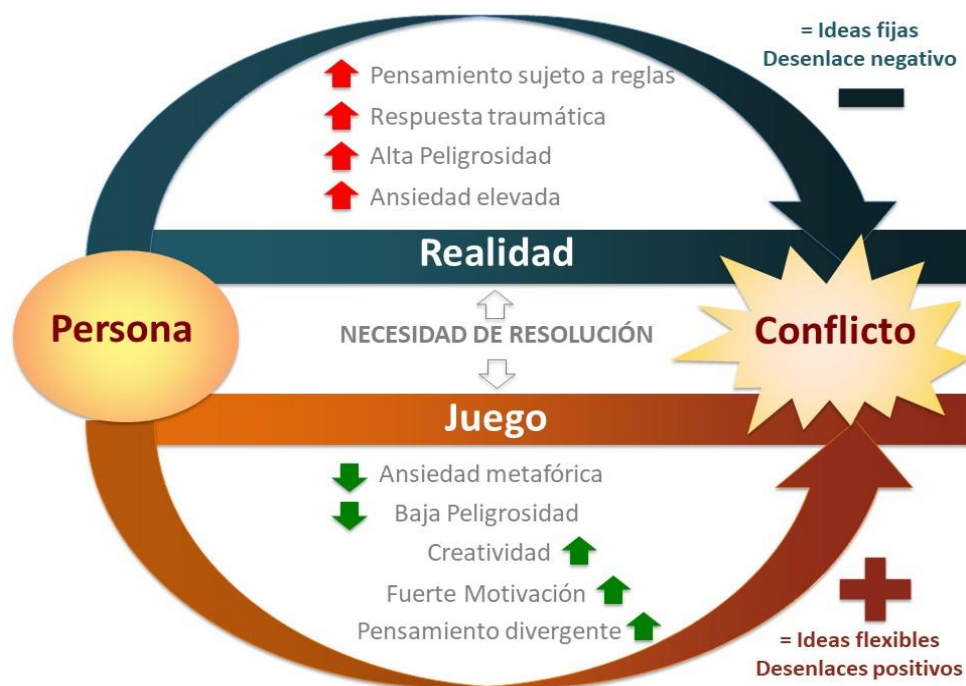 = Ideas fijas
Desenlace negativo
Pensamiento sujeto a reglas
Respuesta traumática
Alta Peligrosidad
Ansiedad elevada
Realidad
Persona
NECESIDAD DE RESOLUCIÓN
Conflicto
Juego
Ansiedad metafórica
Baja Peligrosidad
Creatividad
Fuerte Motivación
Pensamiento divergente
= Ideas flexibles
Desenlaces positivos